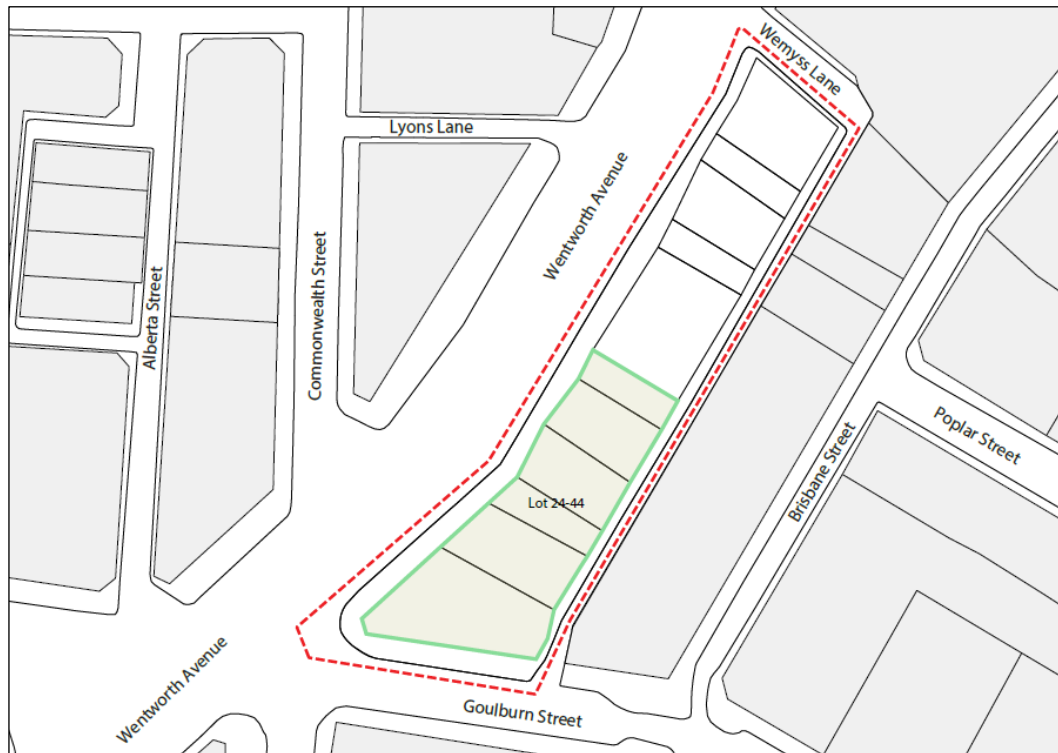 Wemyss Lane
Lyons Lane
Wentworth Avenue
Alberta Street
Commonwealth Street
Poplar Street
Brisbane Street
Lot 24-44
Wentworth Avenue
Goulburn Street